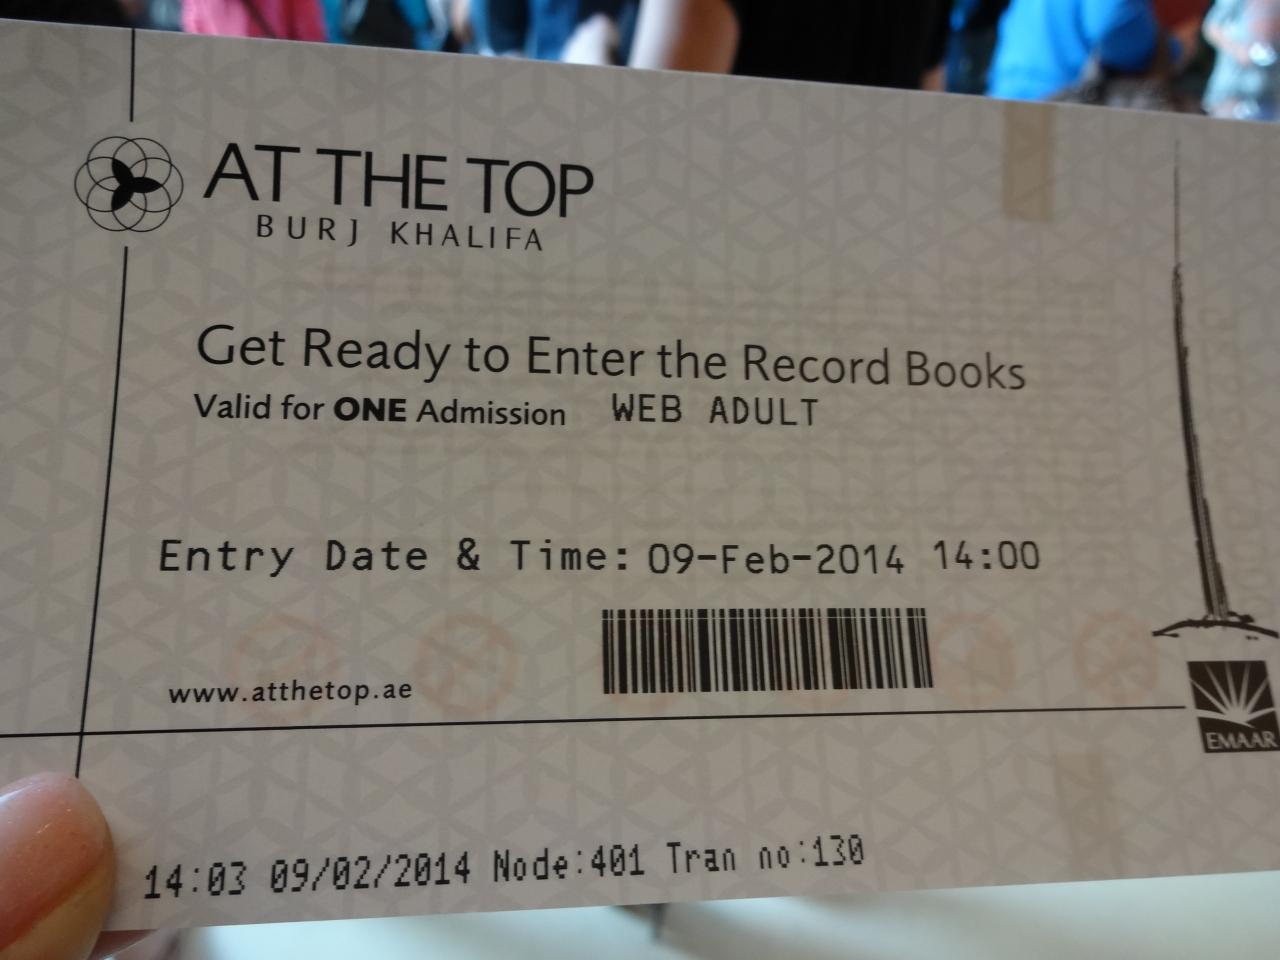 AT THE TOP
BURJ KHALIFA
Get Ready to Enter the Record Books
Valid for ONE Admission WEB ADULT
Entry Date & Time: 09-Feb-2014 14:00
www.atthetop.ae
EMAAR
14:03 09/02/2014 Node:401 Tran no:130